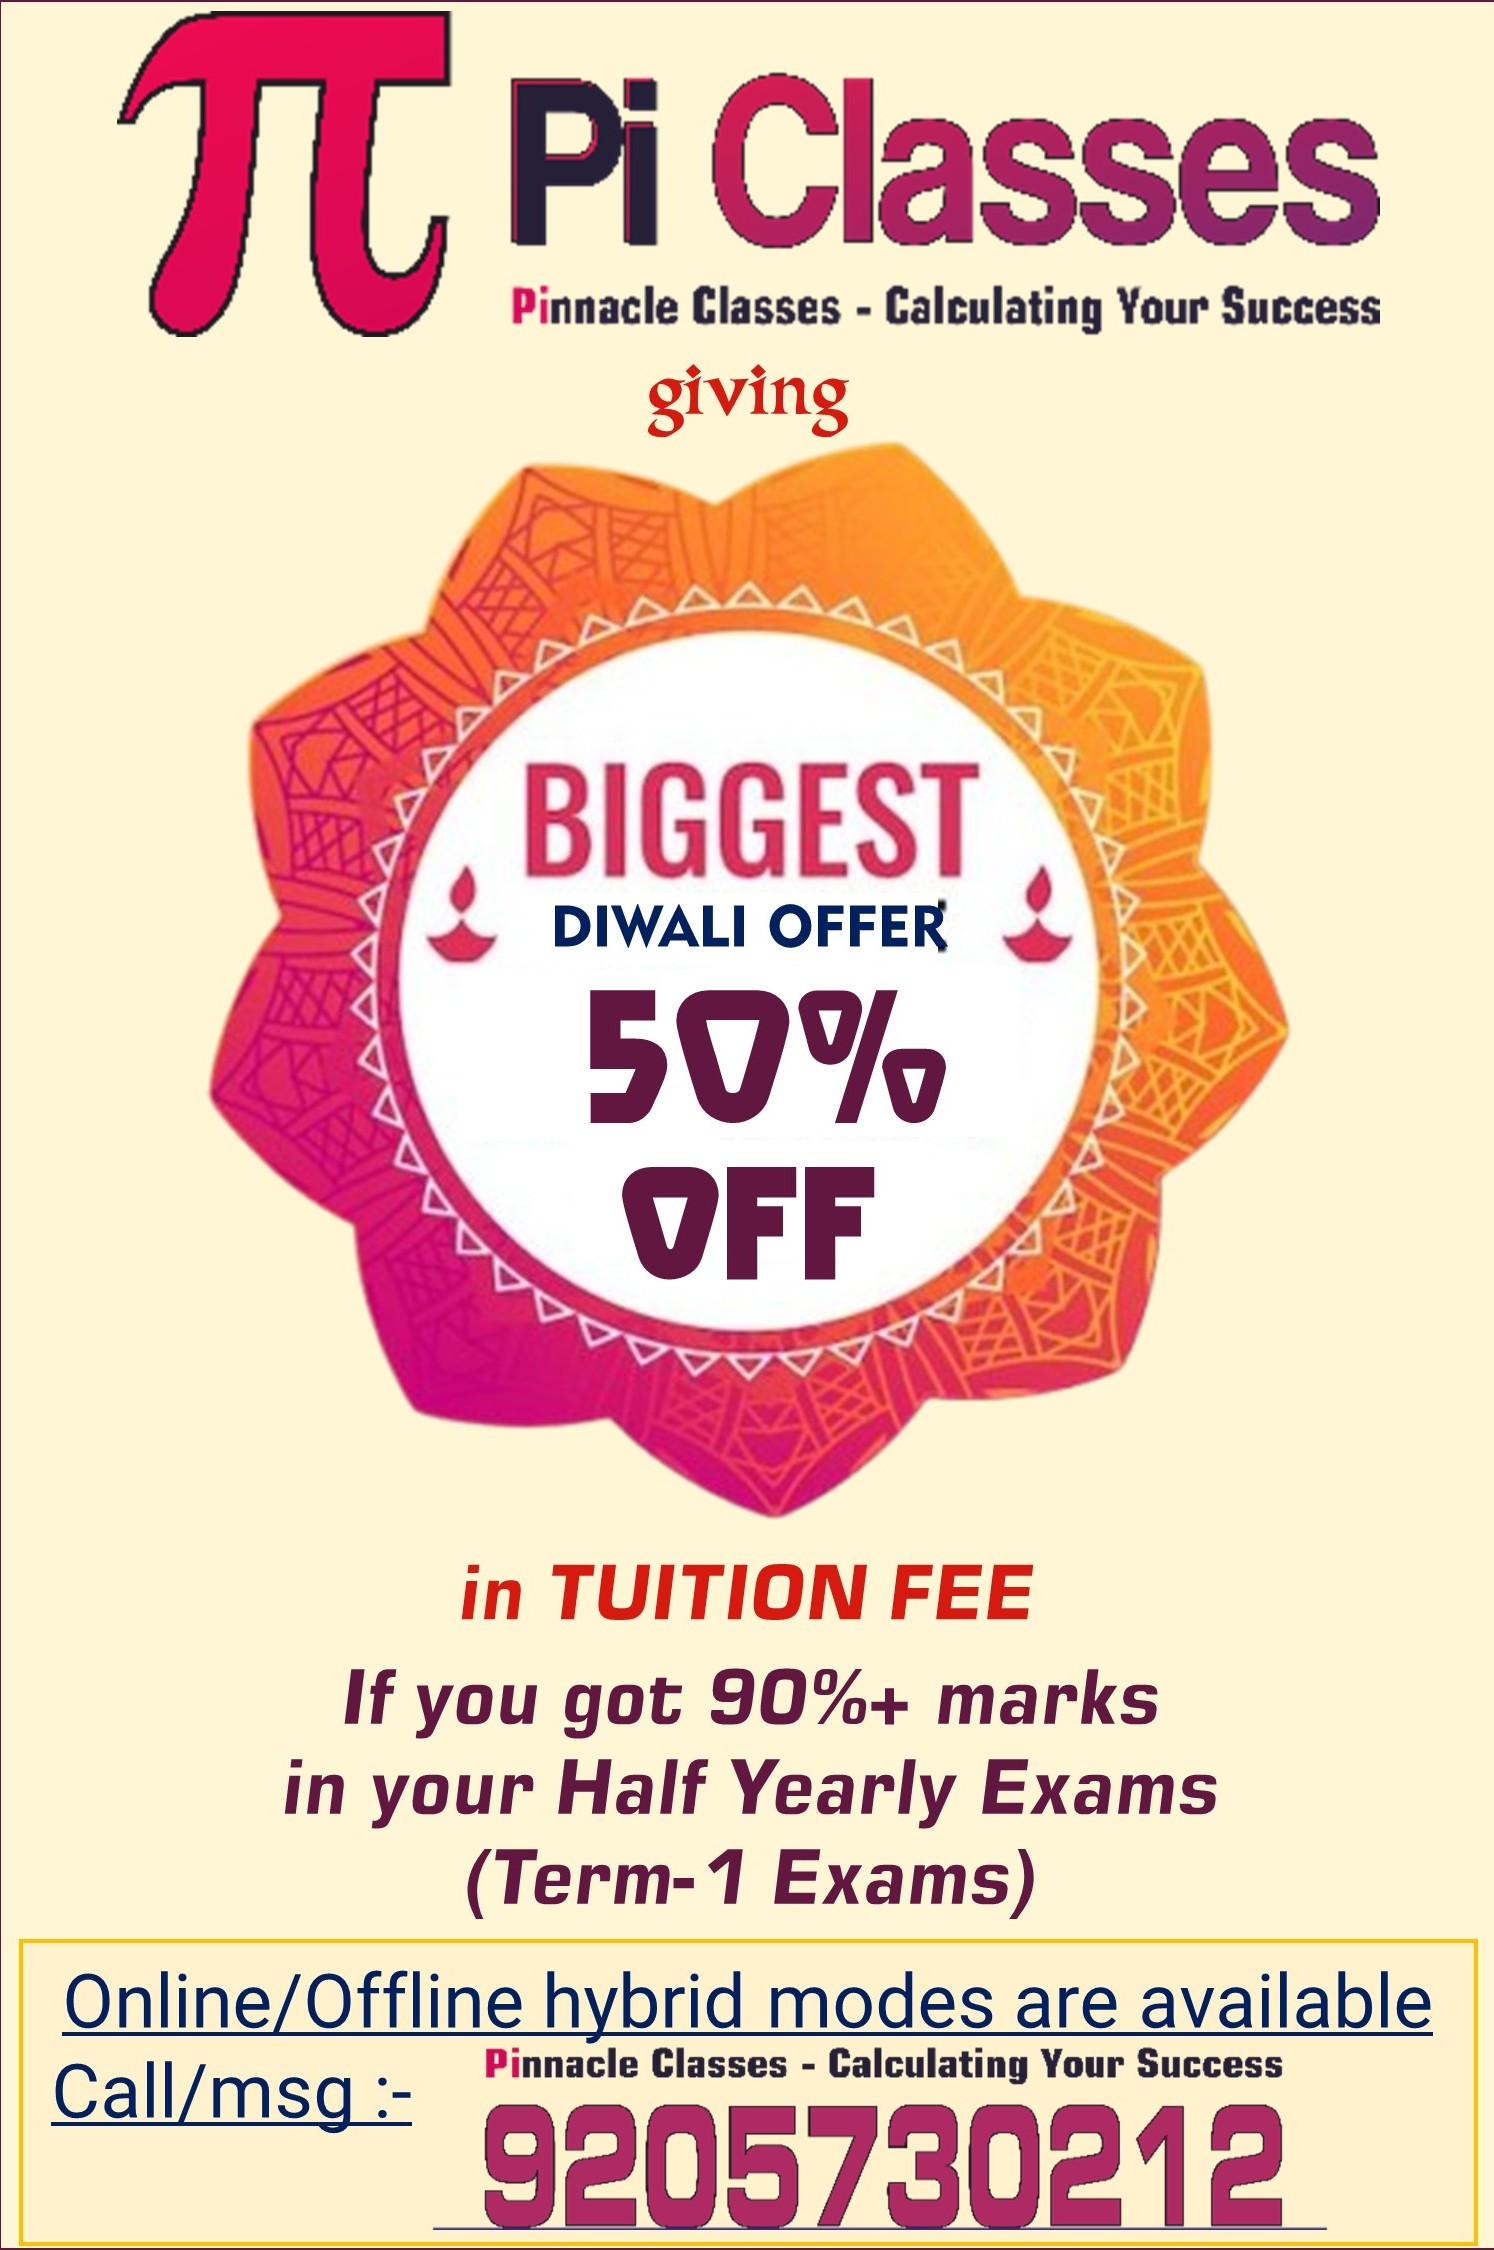 π Pi Classes
Pinnacle Classes - Calculating Your Success
giving
BIGGEST
DIWALI OFFER
50%
OFF
in TUITION FEE
If you got 90%+ marks
in your Half Yearly Exams
(Term-1 Exams)
Online/Offline hybrid modes are available
Pinnacle Classes - Calculating Your Success
Call/msg :-
9205730212